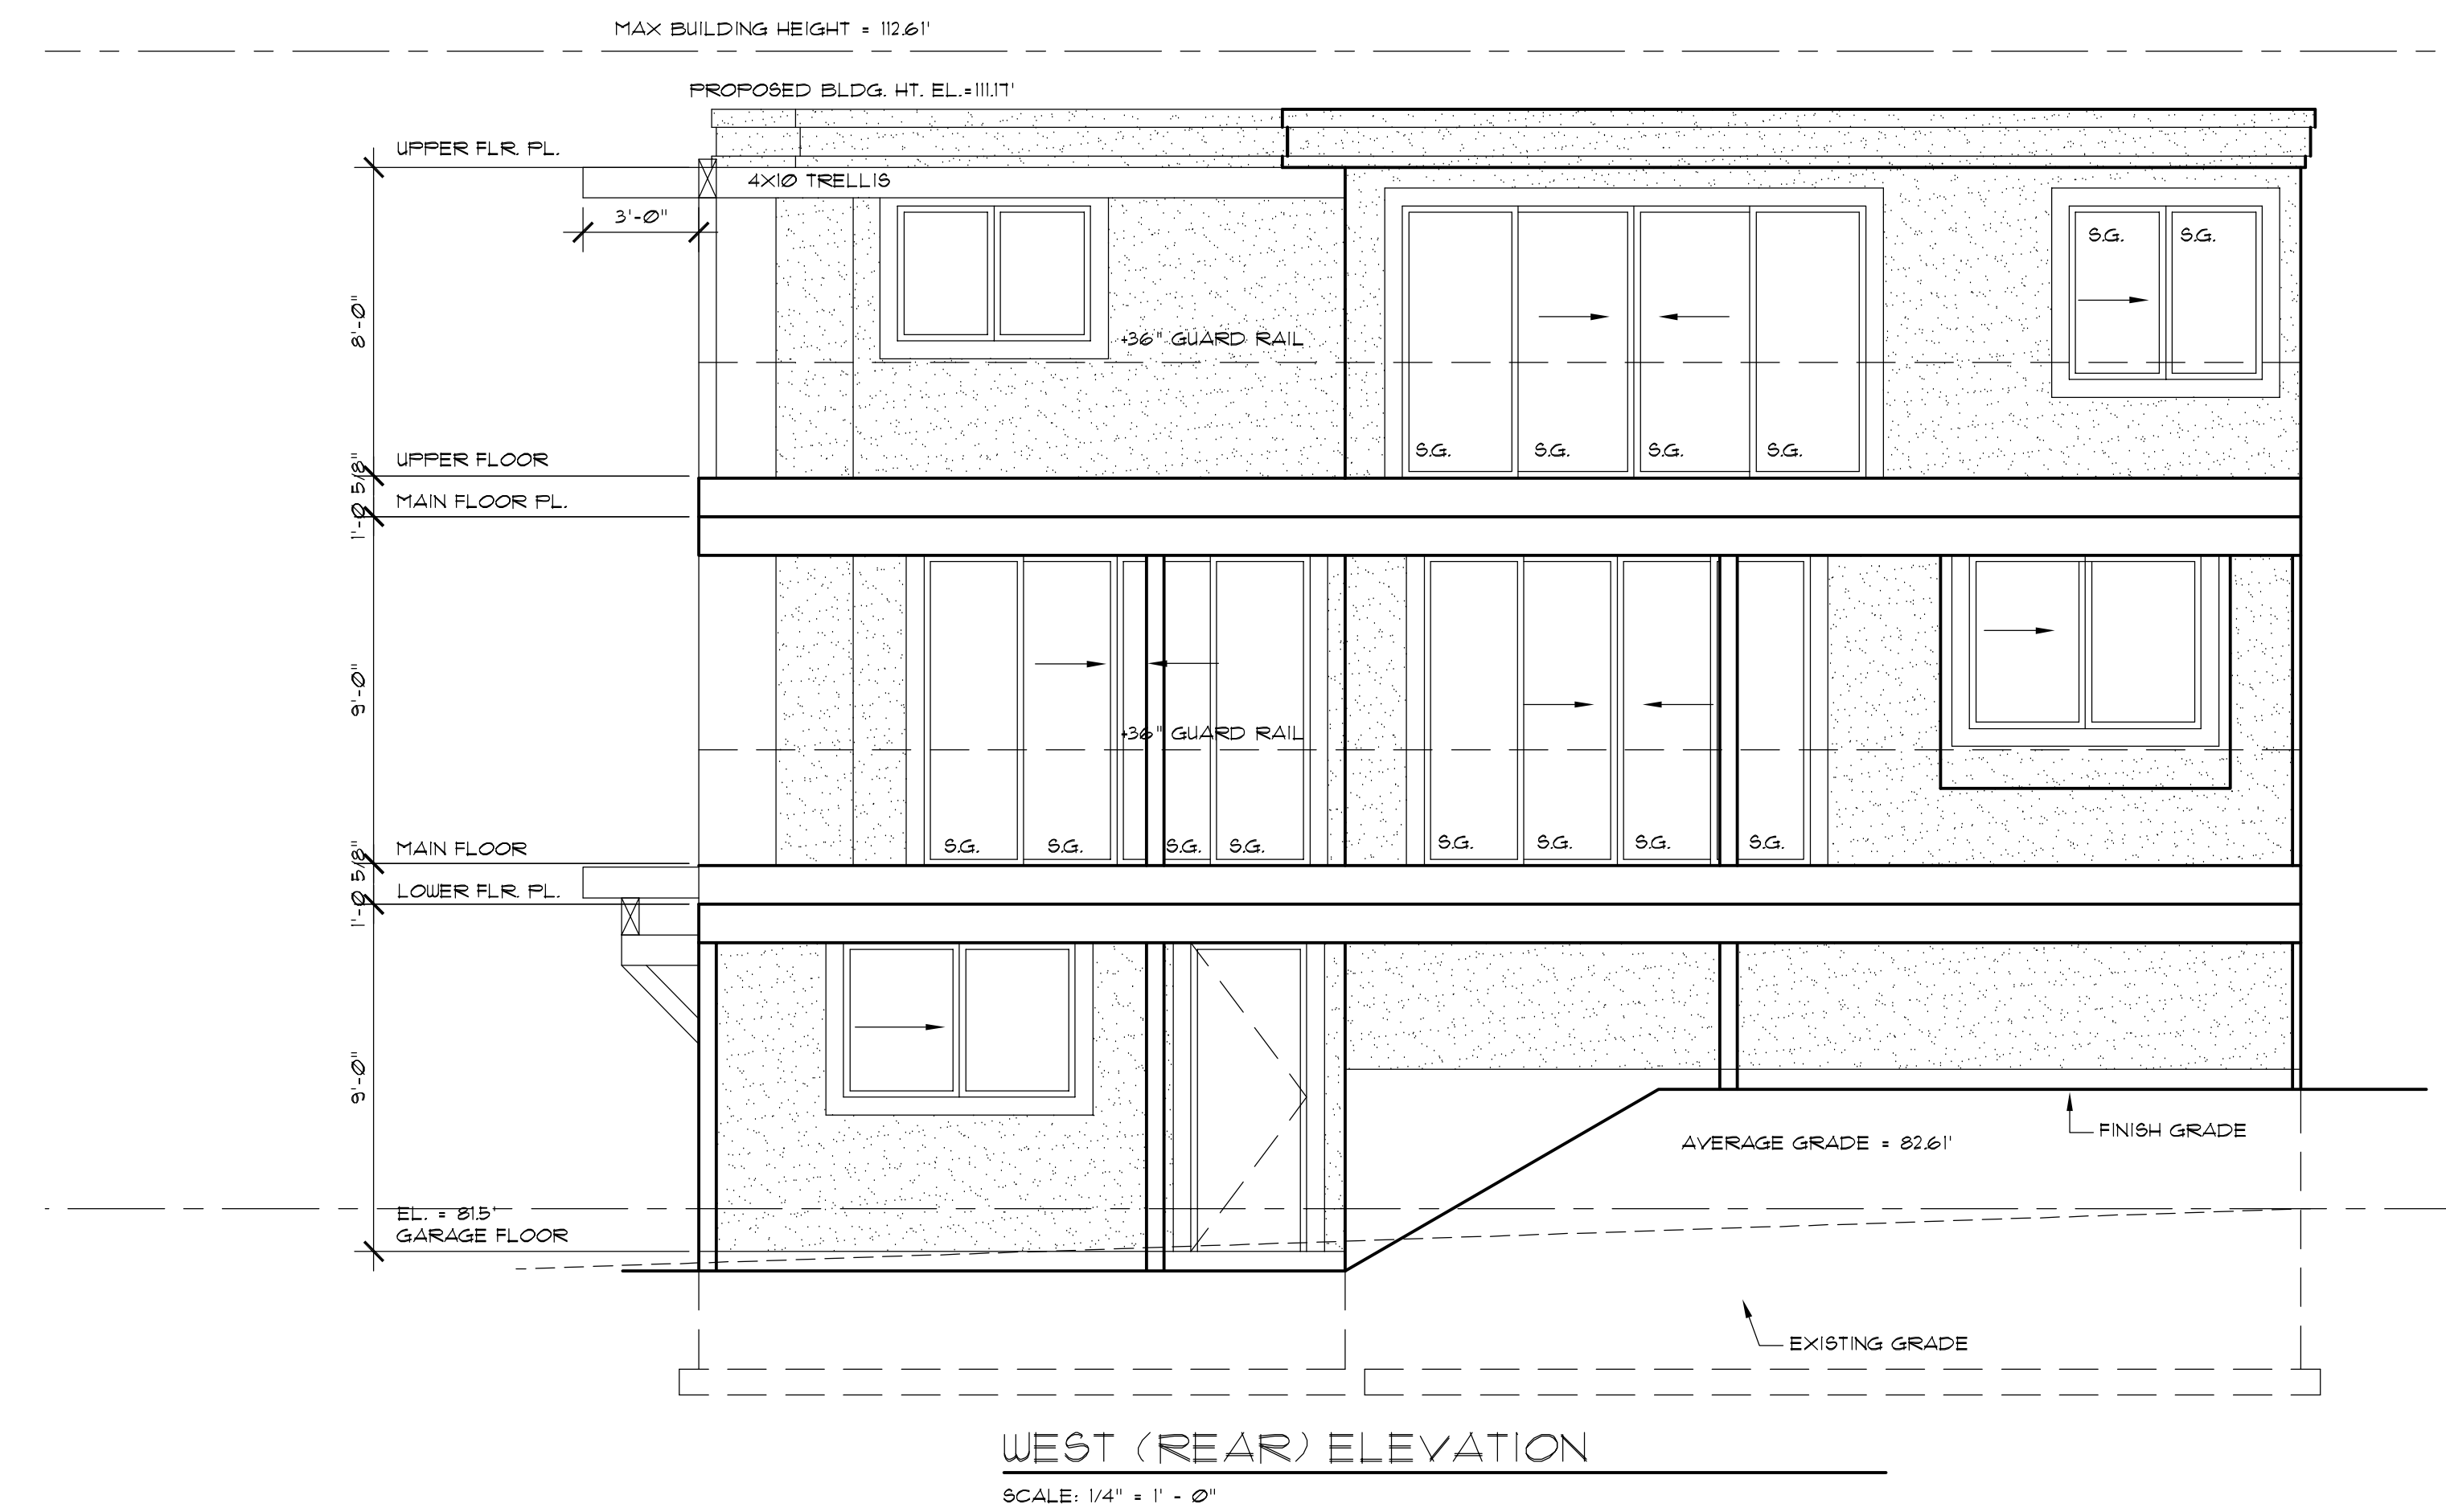 MAX BUILDING HEIGHT = 112.61'
PROPOSED BLDG. HT. EL.=111.17'
UPPER FLR. PL.
4X10 TRELLIS
3'-0"
S.G. S.G.
8'-0"
+36" GUARD RAIL
S.G. S.G. S.G. S.G.
UPPER FLOOR
1'-0 5/8"
MAIN FLOOR PL.
9'-0"
+36" GUARD RAIL
S.G. S.G. S.G. S.G. S.G. S.G. S.G. S.G.
MAIN FLOOR
1'-0 5/8"
LOWER FLR. PL.
9'-0"
FINISH GRADE
AVERAGE GRADE = 82.61'
EL. = 81.5'
GARAGE FLOOR
EXISTING GRADE
WEST (REAR) ELEVATION
SCALE: 1/4" = 1' - 0"